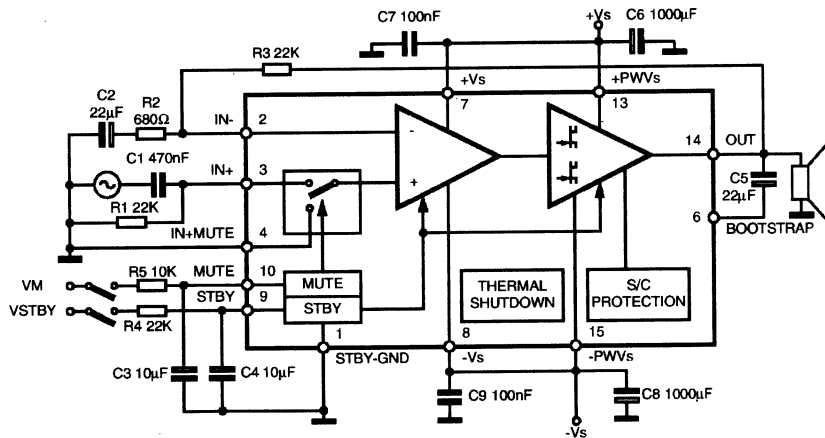 C7 100nF
+Vs
C6 1000µF
R3 22K
+Vs
+PWVs
C2
22µF
R2
680Ω
IN-
2
7
13
-
14
OUT
C1 470nF
IN+
3
+
C5
22µF
R1 22K
IN+MUTE
4
6
BOOTSTRAP
VM
R5 10K
MUTE
10
MUTE
THERMAL
SHUTDOWN
S/C
PROTECTION
VSTBY
STBY
9
STBY
R4 22K
1
8
15
STBY-GND
-Vs
-PWVs
C3 10µF
C4 10µF
C9 100nF
C8 1000µF
-Vs